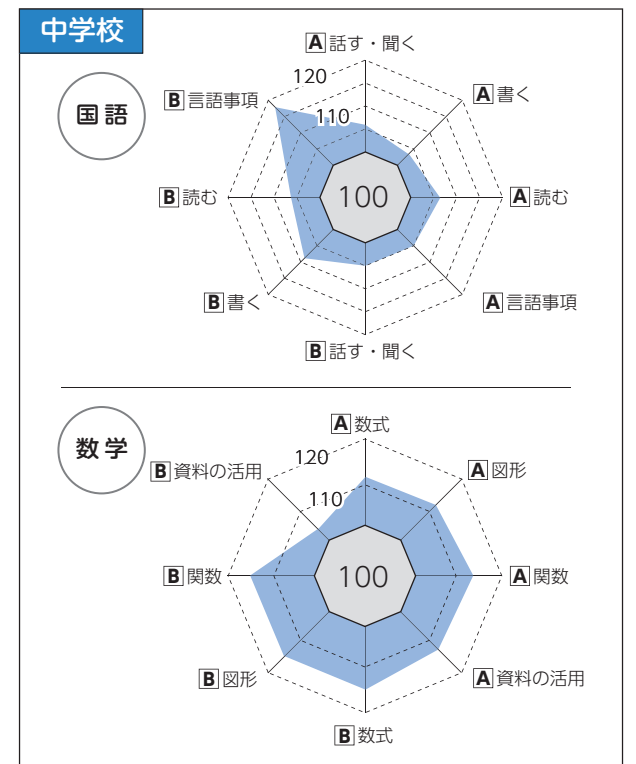 中学校
国語
A 話す・聞く
120
B 言語事項
A 書く
110
B 読む
100
A 読む
B 書く
A 言語事項
B 話す・聞く
数学
A 数式
120
B 資料の活用
A 図形
110
B 関数
100
A 関数
B 図形
A 資料の活用
B 数式